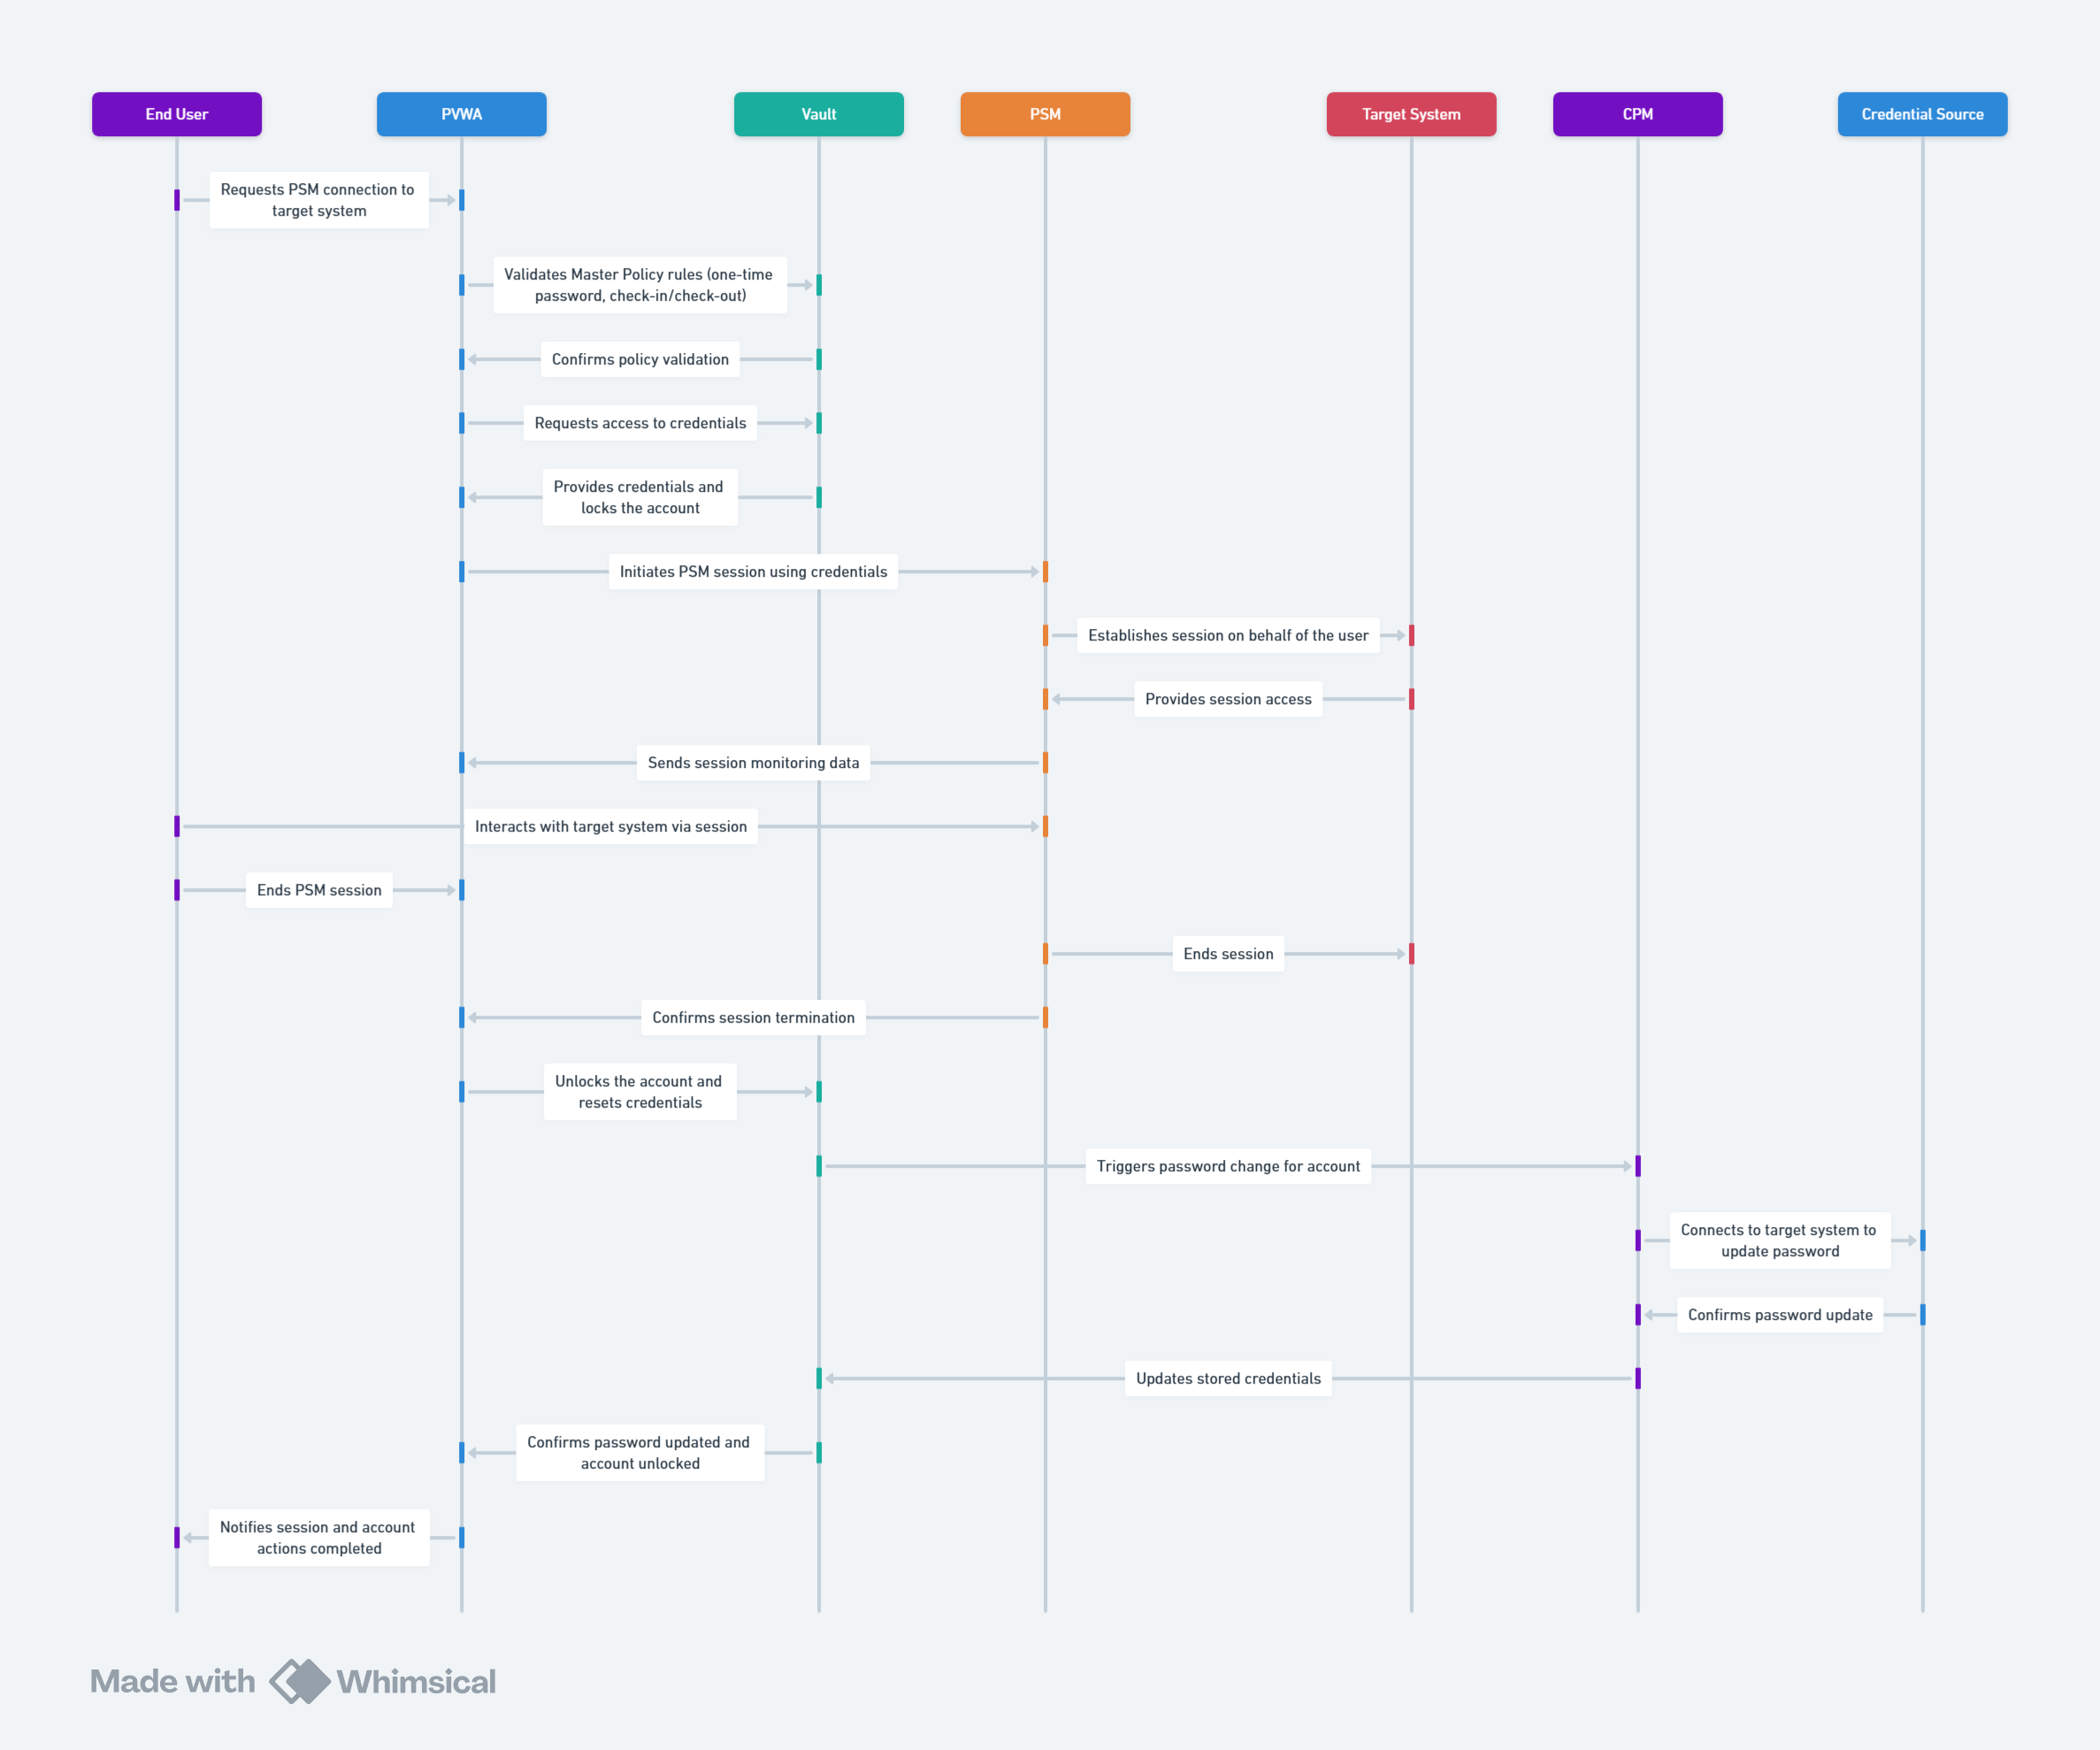 End User
PVWA
Vault
PSM
Target System
CPM
Credential Source
Requests PSM connection to
target system
Validates Master Policy rules (one-time
password, check-in/check-out)
Confirms policy validation
Requests access to credentials
Provides credentials and
locks the account
Initiates PSM session using credentials
Establishes session on behalf of the user
Provides session access
Sends session monitoring data
Interacts with target system via session
Ends PSM session
Ends session
Confirms session termination
Unlocks the account and
resets credentials
Triggers password change for account
Connects to target system to
update password
Confirms password update
Updates stored credentials
Confirms password updated and
account unlocked
Notifies session and account
actions completed
Made with Whimsical